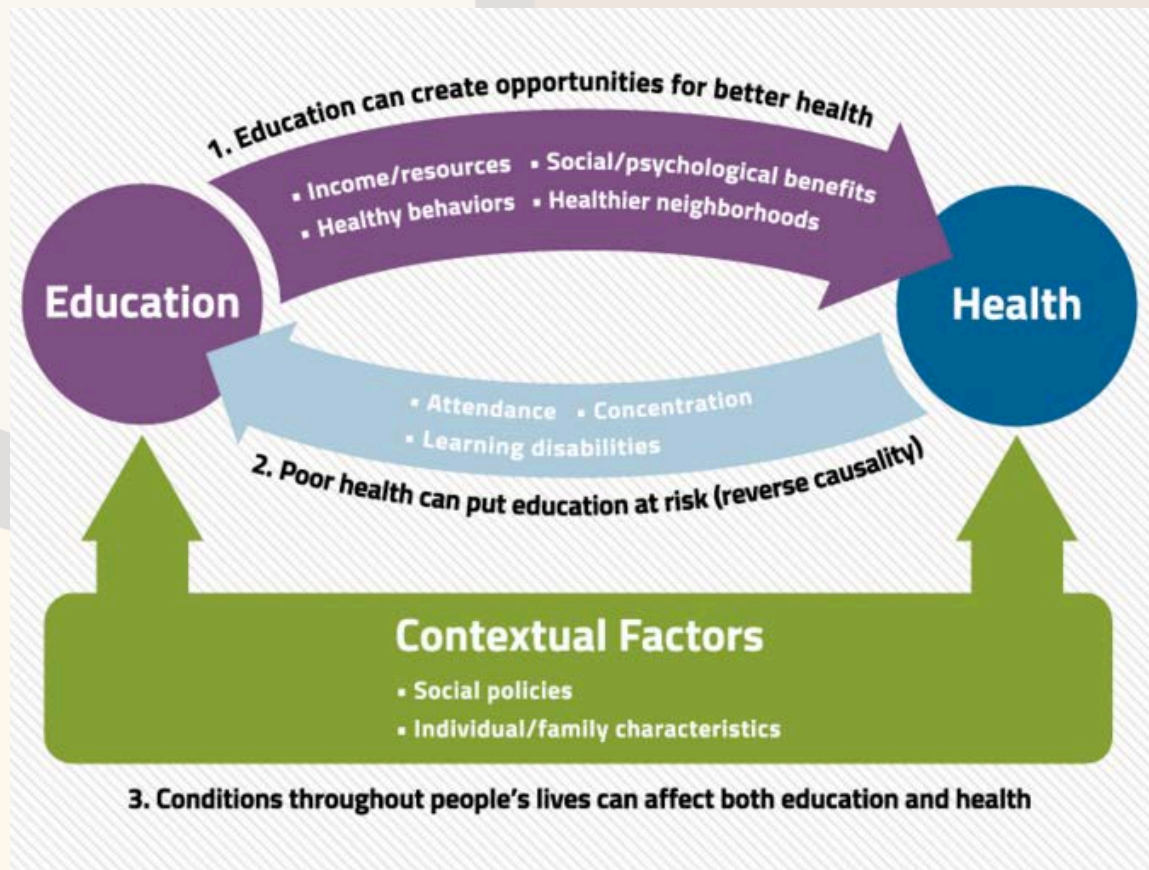 1. Education can create opportunities for better health
▪ Income/resources ▪ Social/psychological benefits
▪ Healthy behaviors ▪ Healthier neighborhoods
Education
Health
▪ Attendance ▪ Concentration
▪ Learning disabilities
2. Poor health can put education at risk (reverse causality)
Contextual Factors
▪ Social policies
▪ Individual/family characteristics
3. Conditions throughout people’s lives can affect both education and health